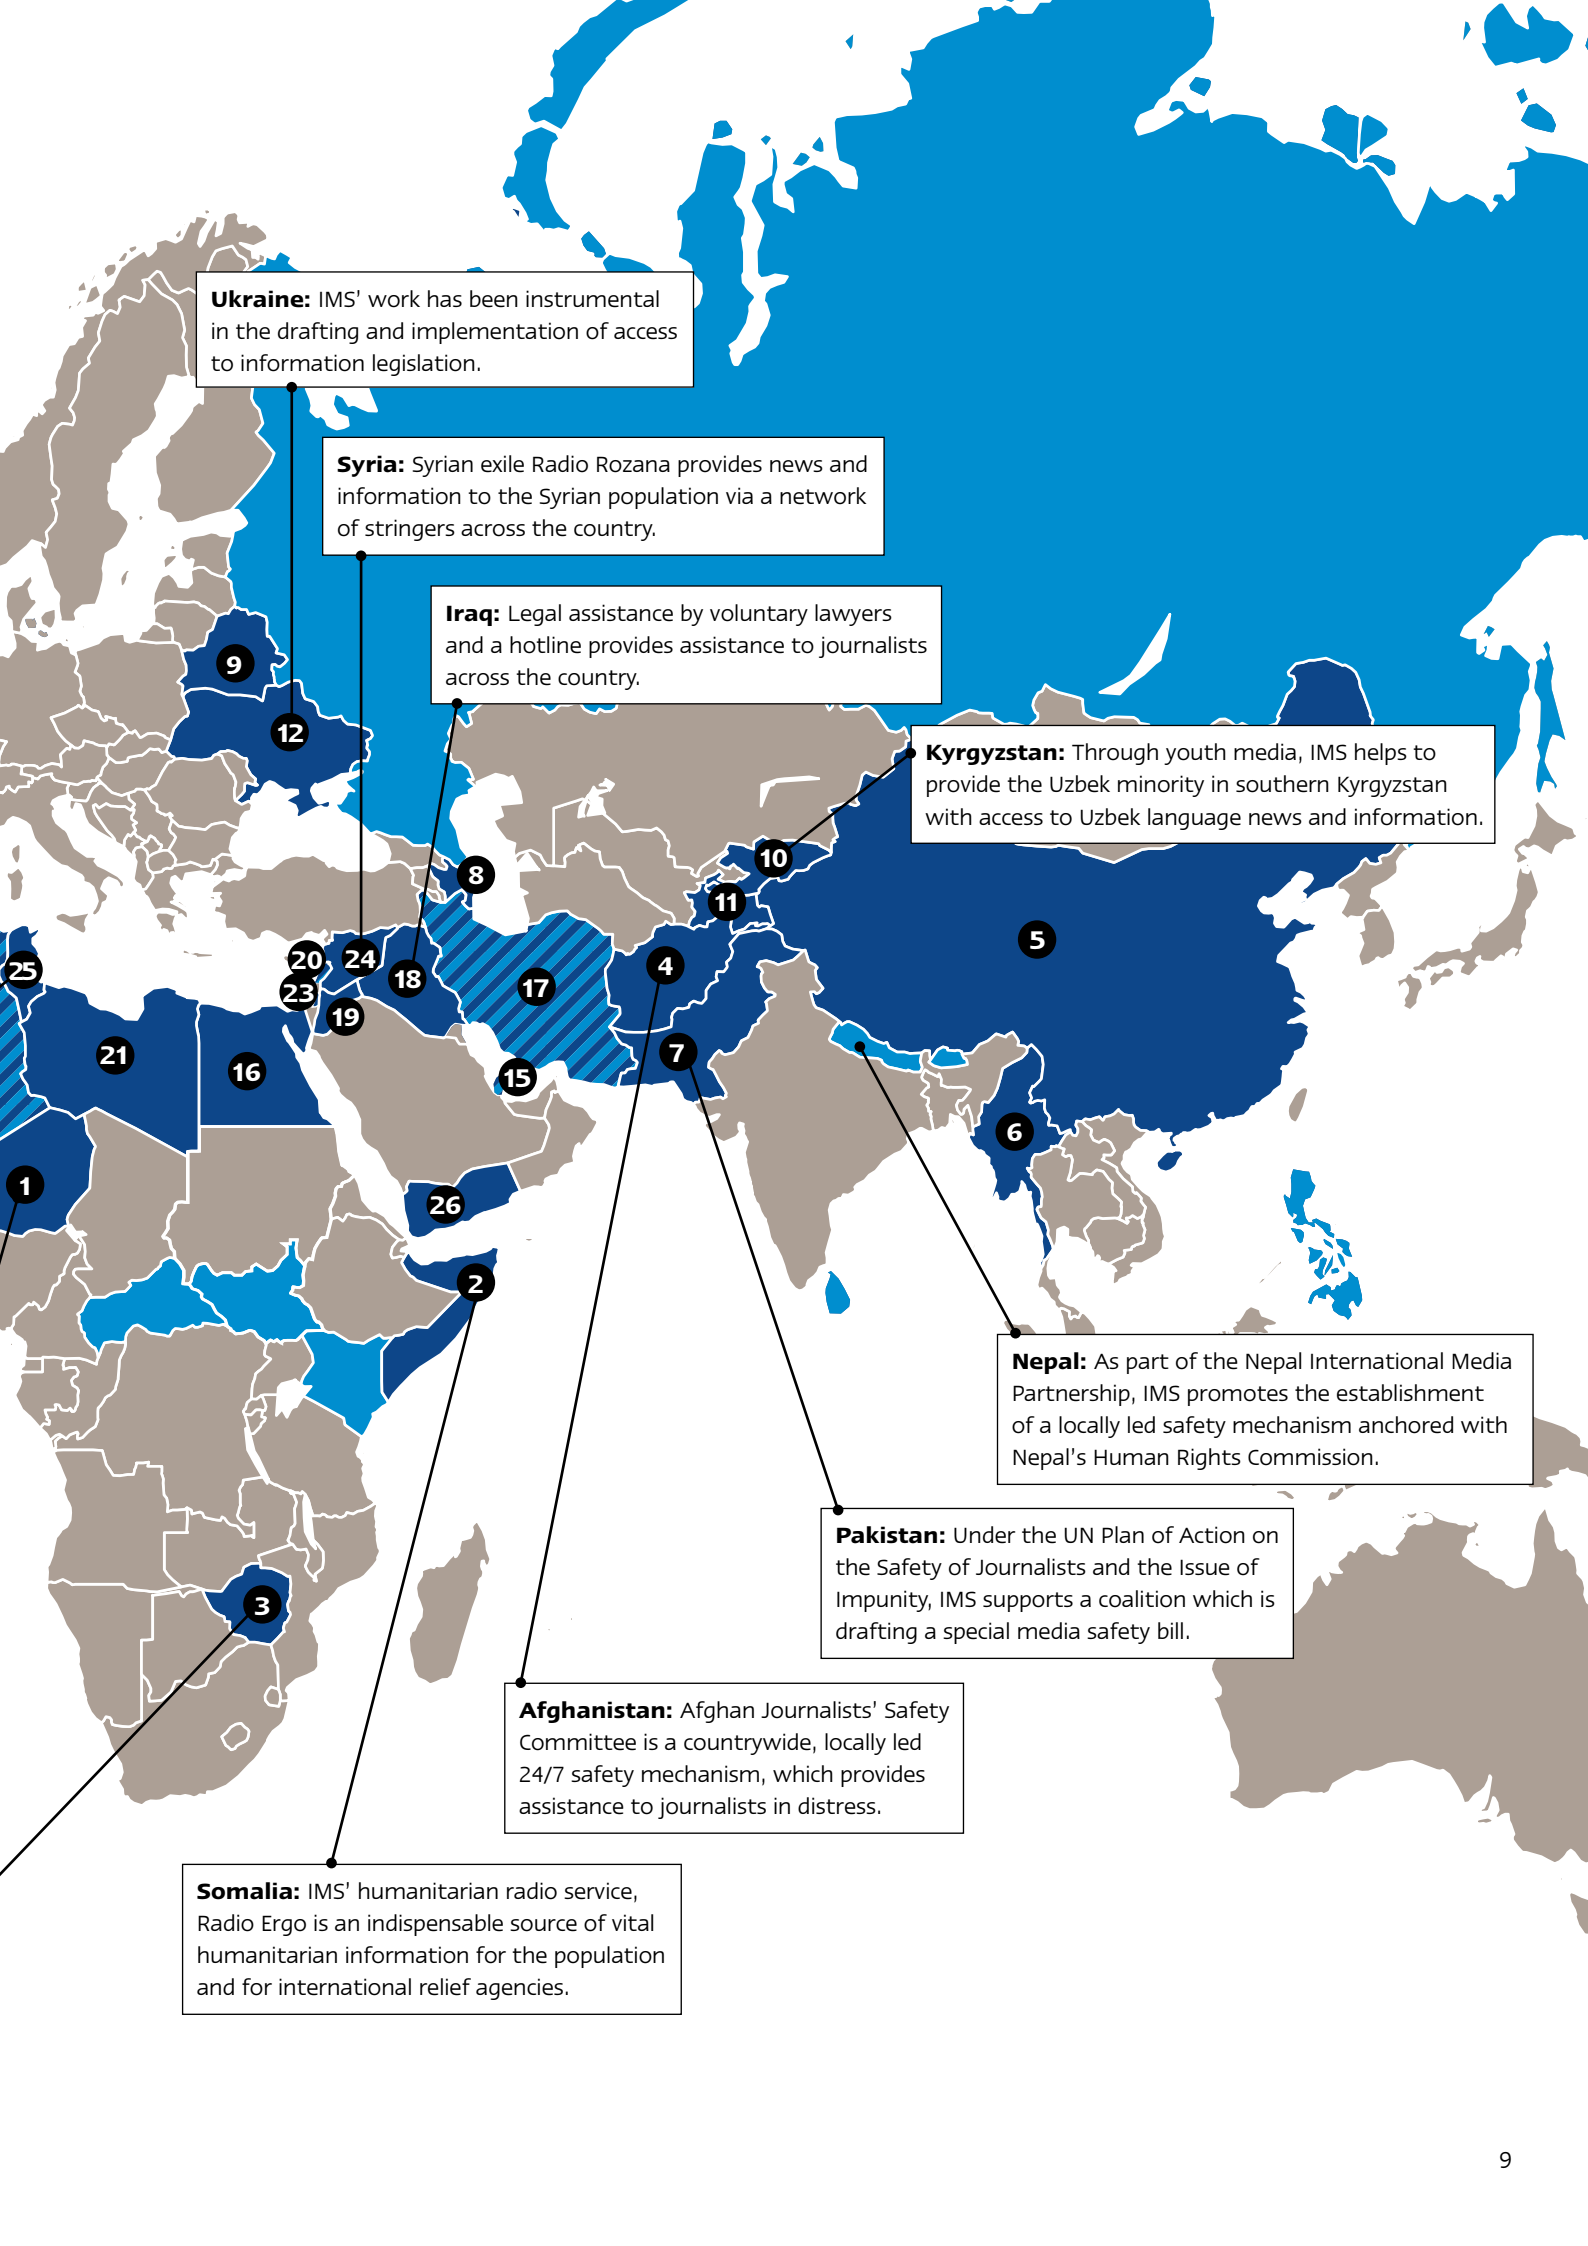 Ukraine: IMS' work has been instrumental
in the drafting and implementation of access
to information legislation.
Syria: Syrian exile Radio Rozana provides news and
information to the Syrian population via a network
of stringers across the country.
Iraq: Legal assistance by voluntary lawyers
and a hotline provides assistance to journalists
across the country.
9
12
Kyrgyzstan: Through youth media, IMS helps to
provide the Uzbek minority in southern Kyrgyzstan
with access to Uzbek language news and information.
10
8
11
5
20
24
4
25
18
17
23
19
7
21
16
15
6
1
26
2
Nepal: As part of the Nepal International Media
Partnership, IMS promotes the establishment
of a locally led safety mechanism anchored with
Nepal's Human Rights Commission.
Pakistan: Under the UN Plan of Action on
the Safety of Journalists and the Issue of
Impunity, IMS supports a coalition which is
drafting a special media safety bill.
3
Afghanistan: Afghan Journalists' Safety
Committee is a countrywide, locally led
24/7 safety mechanism, which provides
assistance to journalists in distress.
Somalia: IMS' humanitarian radio service,
Radio Ergo is an indispensable source of vital
humanitarian information for the population
and for international relief agencies.
9